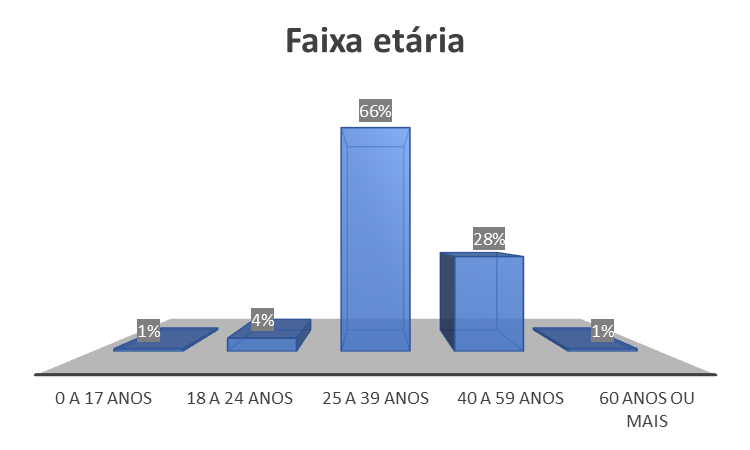 Faixa etária
66%
28%
4%
1%
1%
0 A 17 ANOS
18 A 24 ANOS
25 A 39 ANOS
40 A 59 ANOS
60 ANOS OU
MAIS